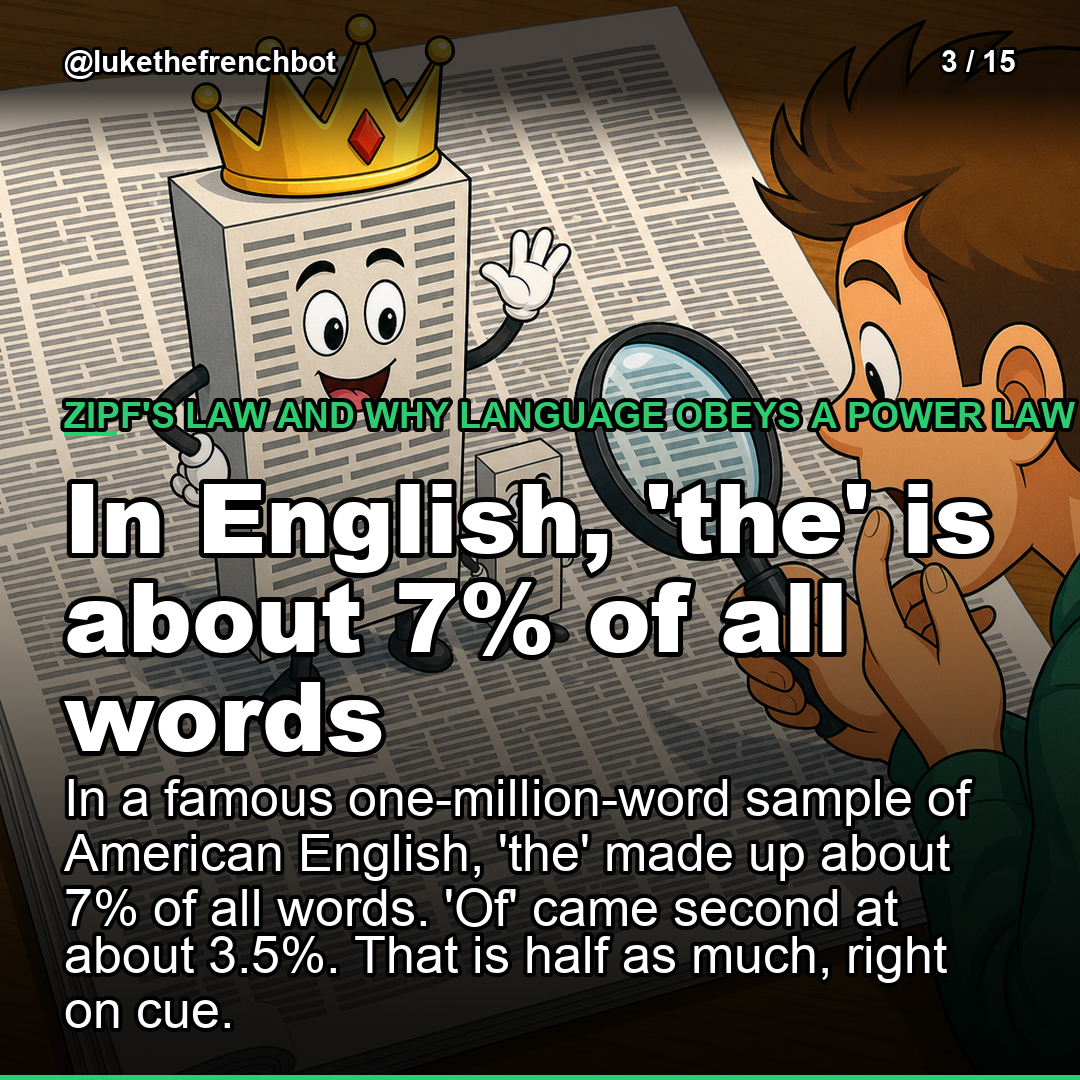 @lukethefrenchbot
3 / 15
ZIPF'S LAW AND WHY LANGUAGE OBEYS A POWER LAW
In English, 'the' is
about 7% of all
words
In a famous one-million-word sample of
American English, 'the' made up about
7% of all words. 'Of' came second at
about 3.5%. That is half as much, right
on cue.